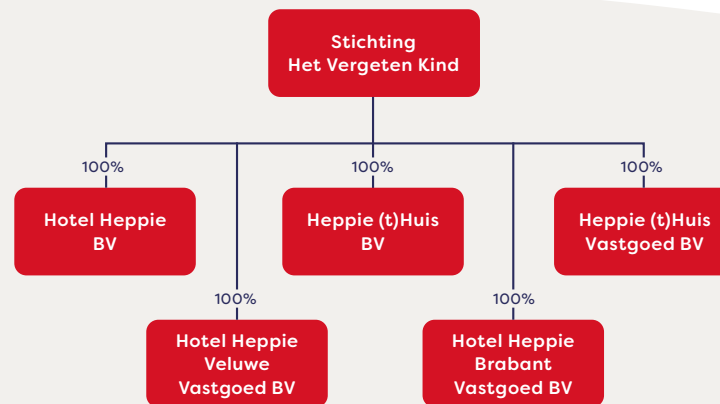 Stichting
Het Vergeten Kind
100%
100%
100%
Hotel Heppie
BV
Heppie (t)Huis
BV
Heppie (t)Huis
Vastgoed BV
100%
100%
Hotel Heppie
Veluwe
Vastgoed BV
Hotel Heppie
Brabant
Vastgoed BV